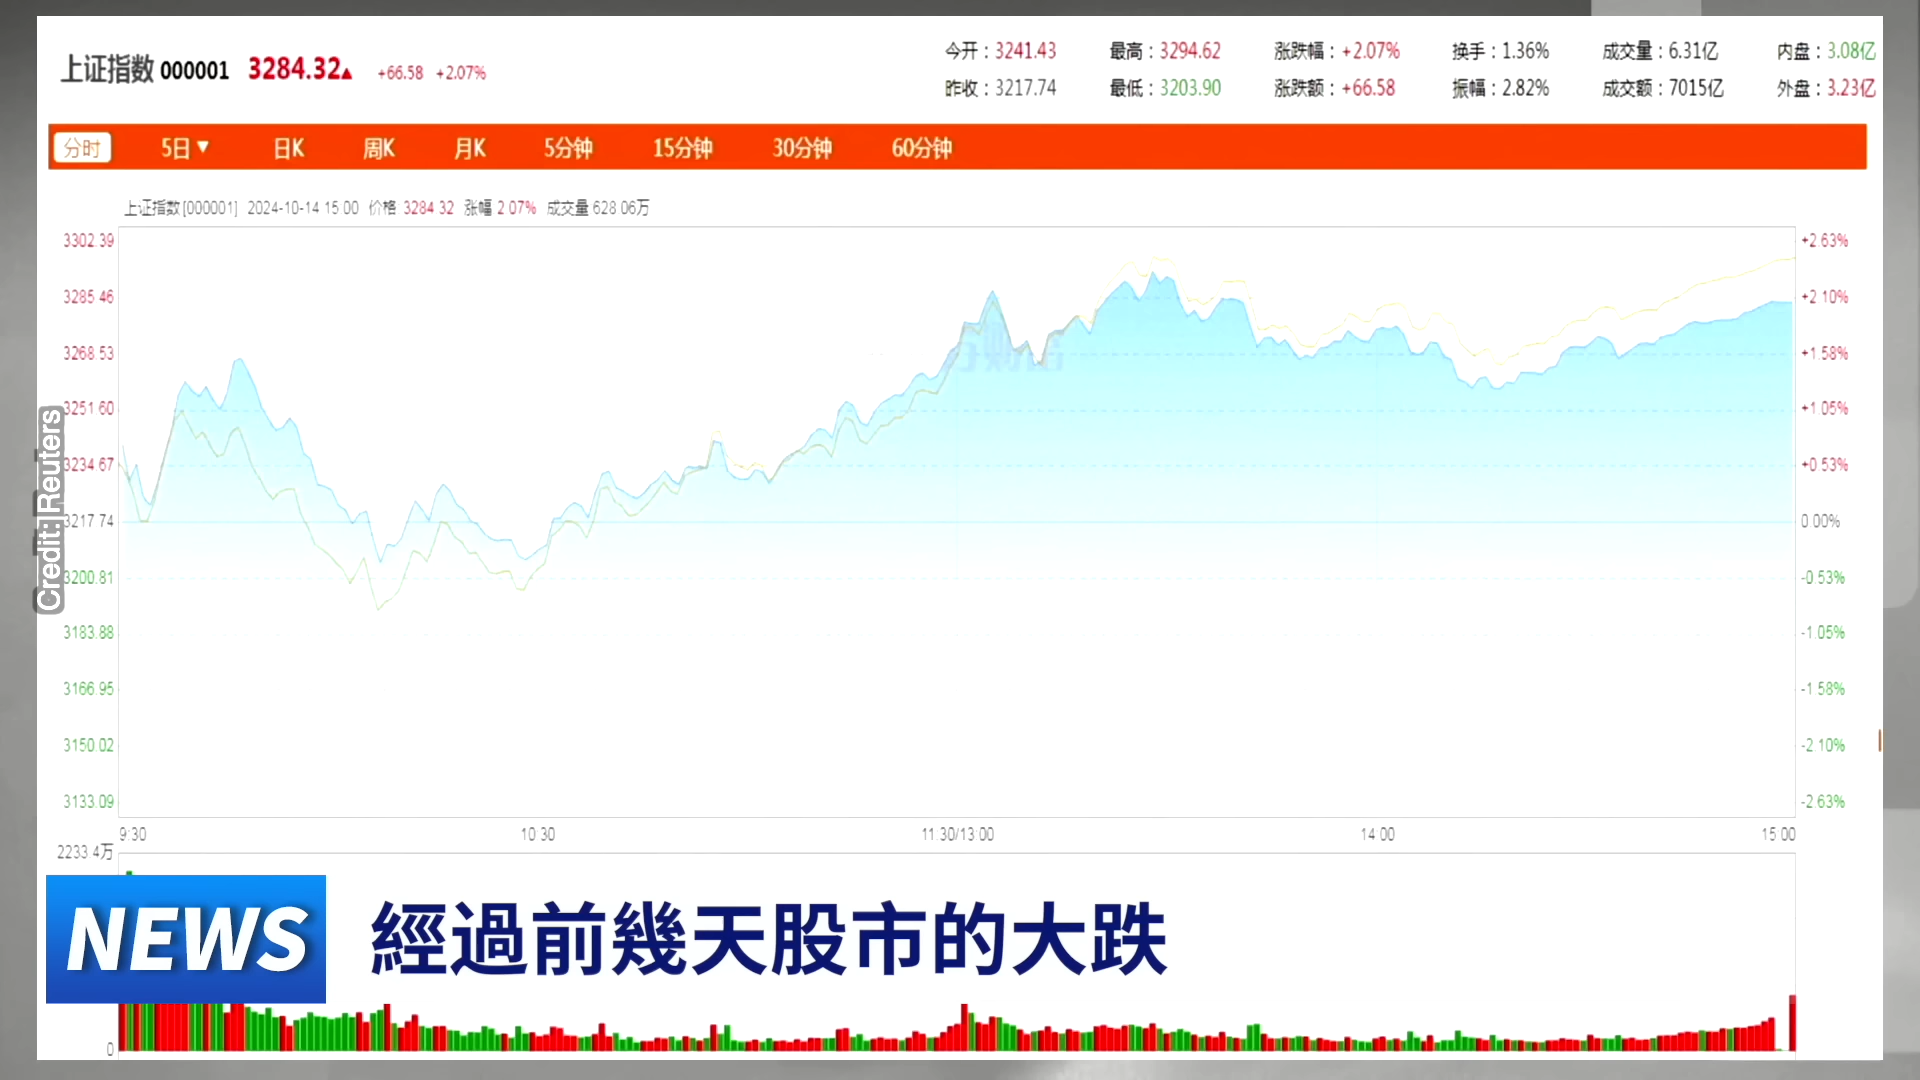 上证指数 000001 3284.32▲ +66.58 +2.07%
今开：3241.43 最高：3294.62 涨跌幅：+2.07% 换手：1.36% 成交量：6.31亿 内盘：3.08亿
昨收：3217.74 最低：3203.90 涨跌额：+66.58 振幅：2.82% 成交额：7015亿 外盘：3.23亿
分时 5日▼ 日K 周K 月K 5分钟 15分钟 30分钟 60分钟
上证指数[000001] 2024-10-14 15:00 价格 3284.32 涨幅 2.07% 成交量 628.06万
3302.39 +2.63%
3285.46 +2.10%
3268.53 +1.58%
3251.60 +1.05%
3234.67 +0.53%
3217.74 0.00%
3200.81 -0.53%
3183.88 -1.05%
3166.95 -1.58%
3150.02 -2.10%
3133.09 -2.63%
9:30 10:30 11:30/13:00 14:00 15:00
2233.4万
0
Credit: Reuters
NEWS
經過前幾天股市的大跌